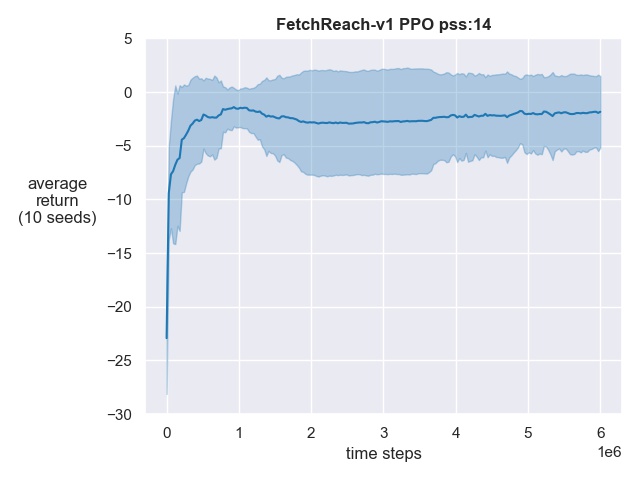 FetchReach-v1 PPO pss:14
5
0
−5
−10
−15
−20
−25
−30
average
return
(10 seeds)
0 1 2 3 4 5 6
1e6
time steps